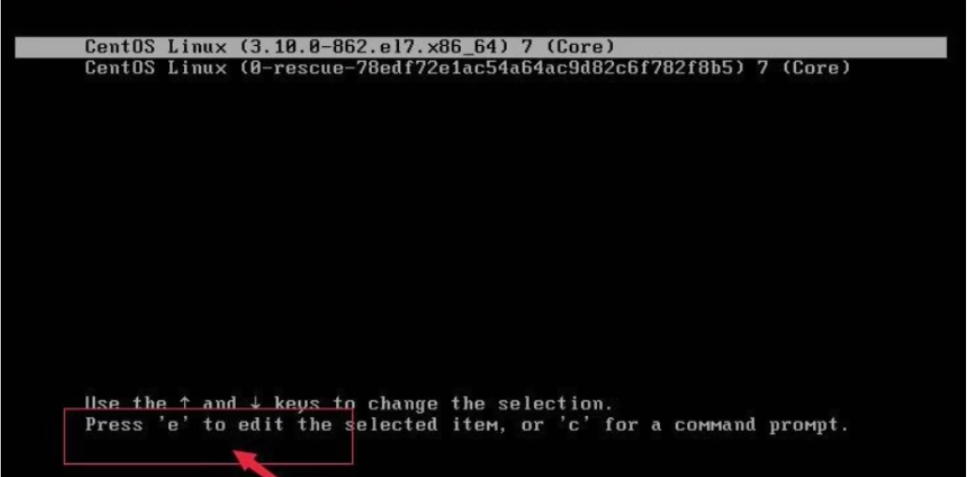 CentOS Linux (3.10.0-862.el7.x86_64) 7 (Core)
CentOS Linux (0-rescue-78edf72e1ac54a64ac9d82c6f782f8b5) 7 (Core)
Use the ↑ and ↓ keys to change the selection.
Press 'e' to edit the selected item, or 'c' for a command prompt.